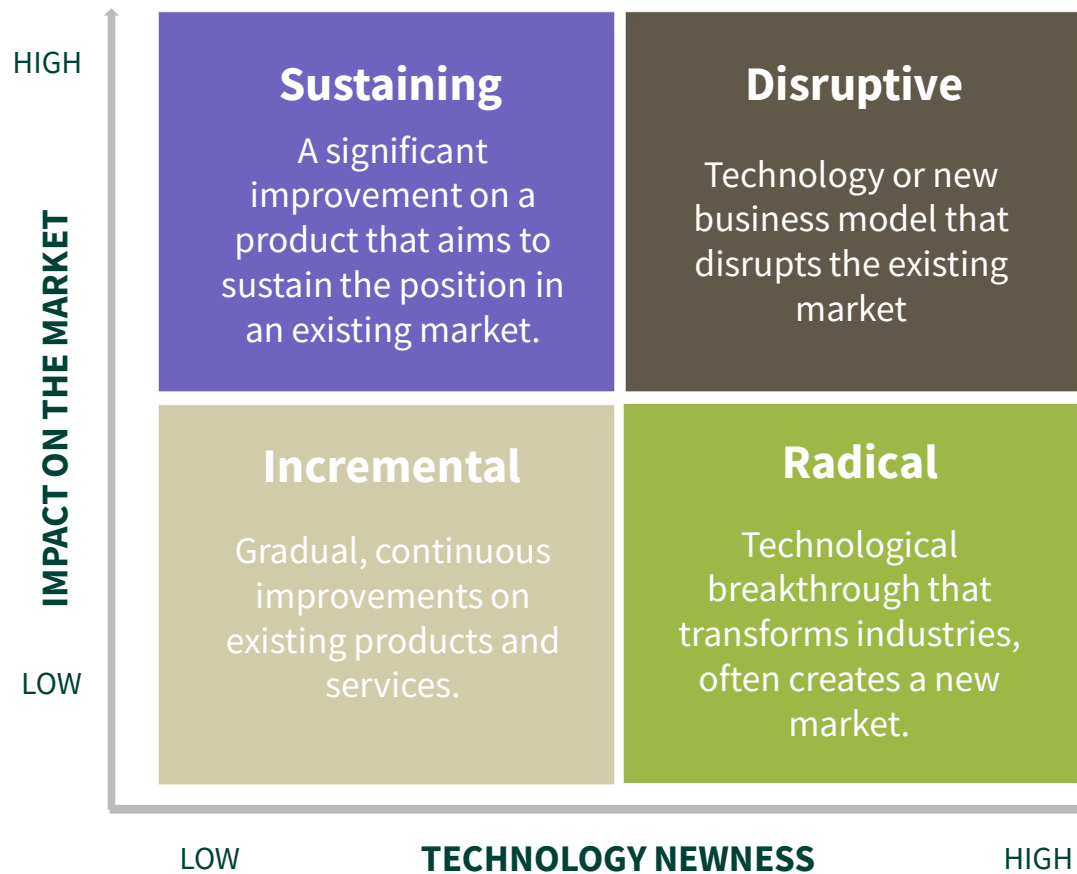 HIGH
IMPACT ON THE MARKET
LOW
Sustaining
A significant
improvement on a
product that aims to
sustain the position in
an existing market.
Disruptive
Technology or new
business model that
disrupts the existing
market
Incremental
Gradual, continuous
improvements on
existing products and
services.
Radical
Technological
breakthrough that
transforms industries,
often creates a new
market.
LOW
TECHNOLOGY NEWNESS
HIGH